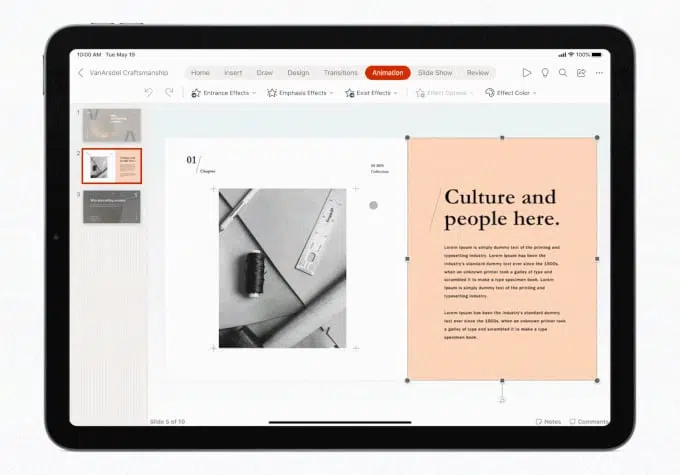 10:00 AM Tue May 19
100%
VanArsdel Craftsmanship
Home Insert Draw Design Transitions Animation Slide Show Review
Entrance Effects Emphasis Effects Exist Effects Effect Options Effect Color
1
2
3
01
Chapter
Collection
Culture and
people here.
Lorem Ipsum is simply dummy text of the printing and
typesetting industry. Lorem Ipsum has been the
industry's standard dummy text ever since the 1500s,
when an unknown printer took a galley of type and
scrambled it to make a type specimen book. Lorem
Ipsum is simply dummy text of the printing and
typesetting industry.
Lorem Ipsum has been the industry's standard dummy
text ever since the 1500s, when an unknown printer took
a galley of type and scrambled it to make a type
specimen book.
Slide 5 of 10
Notes Comments